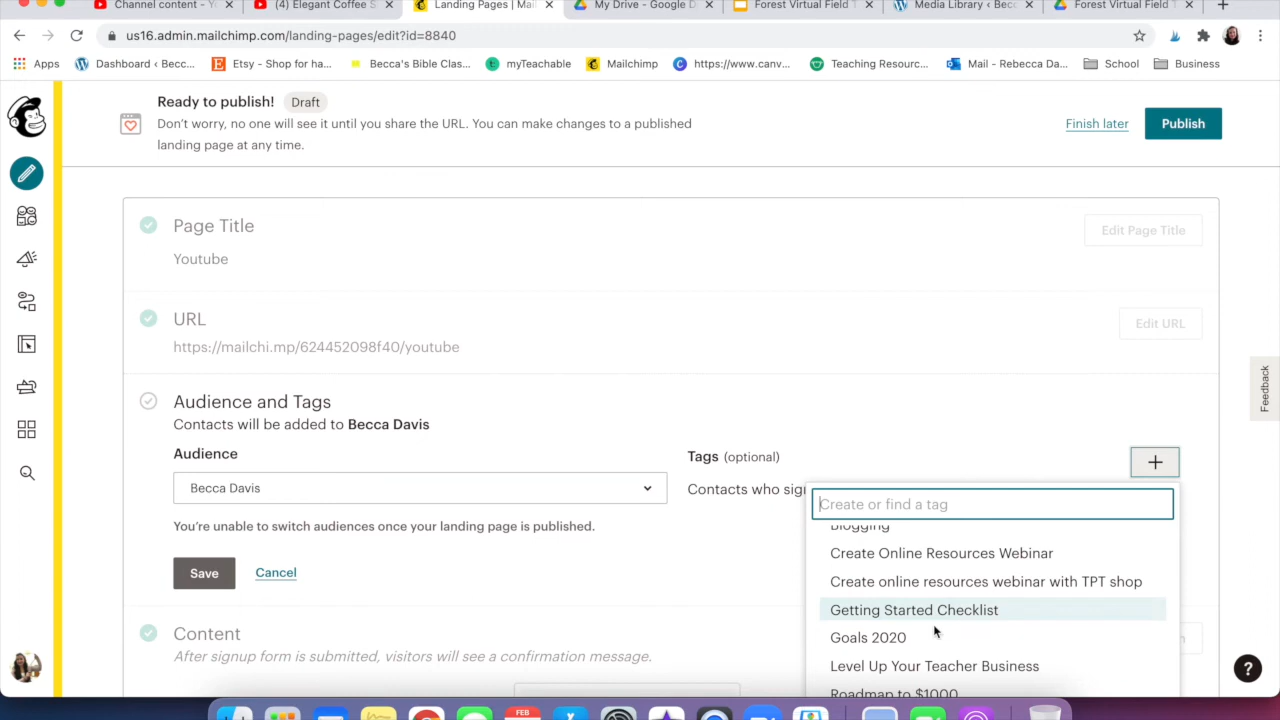 Channel content - Y
(4) Elegant Coffee S
Landing Pages | Mail
My Drive - Google D
Forest Virtual Field T
Media Library ‹ Bec
Forest Virtual Field T
us16.admin.mailchimp.com/landing-pages/edit?id=8840
Apps
Dashboard ‹ Becc...
Etsy - Shop for ha...
Becca's Bible Clas...
myTeachable
Mailchimp
https://www.canv...
Teaching Resourc...
Mail - Rebecca Da...
School
Business
Ready to publish!
Draft
Don't worry, no one will see it until you share the URL. You can make changes to a published
landing page at any time.
Finish later
Publish
Page Title
Edit Page Title
Youtube
URL
Edit URL
https://mailchi.mp/624452098f40/youtube
Audience and Tags
Contacts will be added to Becca Davis
Audience
Tags (optional)
Becca Davis
Contacts who sig
You're unable to switch audiences once your landing page is published.
Save
Cancel
Create or find a tag
Blogging
Create Online Resources Webinar
Create online resources webinar with TPT shop
Getting Started Checklist
Goals 2020
Level Up Your Teacher Business
Roadmap to $1000
Content
After signup form is submitted, visitors will see a confirmation message.
Feedback
FEB